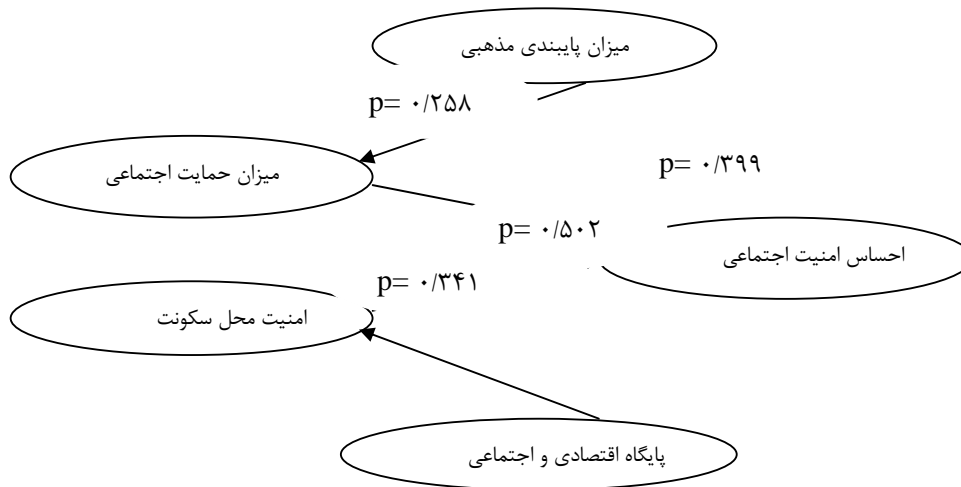 میزان پایبندی مذهبی
p= ۰/۲۵۸
p= ۰/۳۹۹
میزان حمایت اجتماعی
p= ۰/۵۰۲
احساس امنیت اجتماعی
p= ۰/۳۴۱
امنیت محل سکونت
پایگاه اقتصادی و اجتماعی